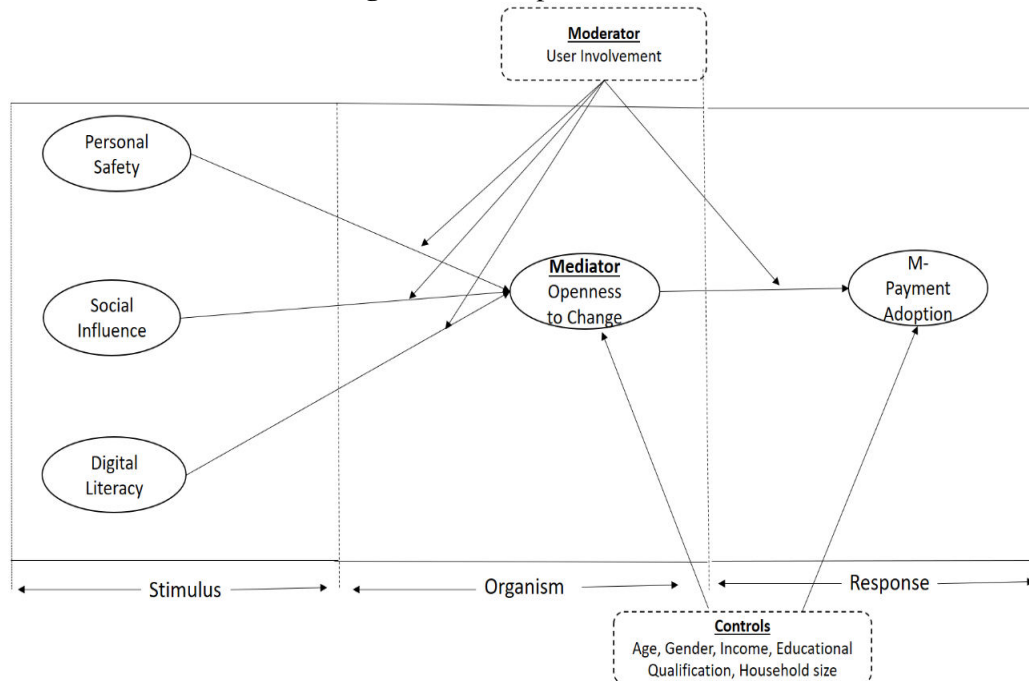 Moderator
User Involvement
Personal
Safety
Social
Influence
Digital
Literacy
Mediator
Openness
to Change
M-
Payment
Adoption
Stimulus
Organism
Response
Controls
Age, Gender, Income, Educational
Qualification, Household size